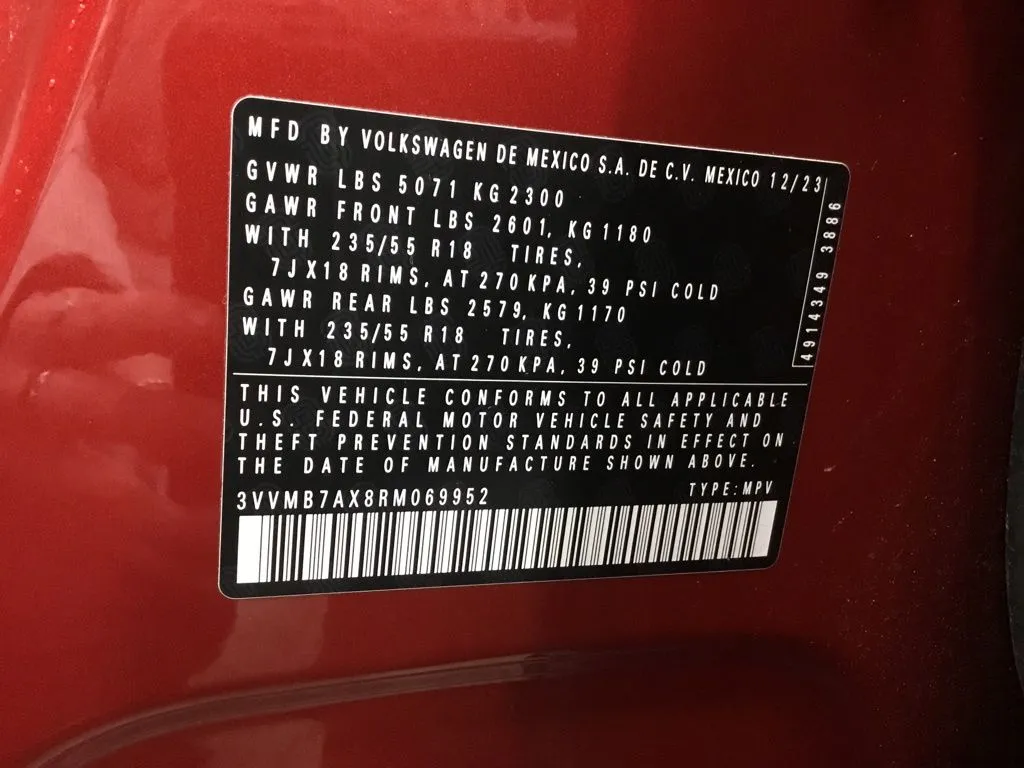 MFD BY VOLKSWAGEN DE MEXICO S.A. DE C.V. MEXICO 12/23
GVWR LBS 5071 KG 2300
GAWR FRONT LBS 2601, KG 1180
WITH 235/55 R18 TIRES,
7JX18 RIMS, AT 270 KPA, 39 PSI COLD
GAWR REAR LBS 2579, KG 1170
WITH 235/55 R18 TIRES,
7JX18 RIMS, AT 270 KPA, 39 PSI COLD
4914349 3886
THIS VEHICLE CONFORMS TO ALL APPLICABLE
U.S. FEDERAL MOTOR VEHICLE SAFETY AND
THEFT PREVENTION STANDARDS IN EFFECT ON
THE DATE OF MANUFACTURE SHOWN ABOVE.
3VVMB7AX8RM069952 TYPE: MPV